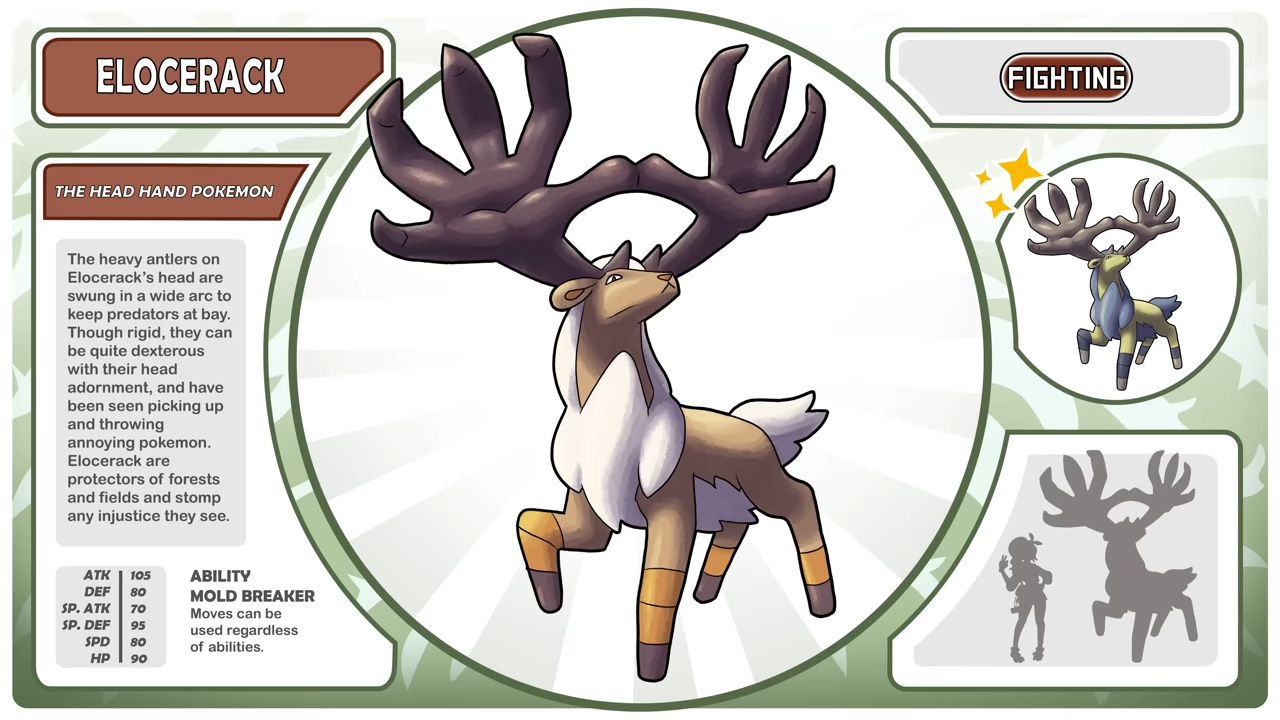 ELOCERACK
FIGHTING
THE HEAD HAND POKEMON
The heavy antlers on
Elocerack's head are
swung in a wide arc to
keep predators at bay.
Though rigid, they can
be quite dexterous
with their head
adornment, and have
been seen picking up
and throwing
annoying pokemon.
Elocerack are
protectors of forests
and fields and stomp
any injustice they see.
ATK 105
DEF 80
SP. ATK 70
SP. DEF 95
SPD 80
HP 90
ABILITY
MOLD BREAKER
Moves can be
used regardless
of abilities.